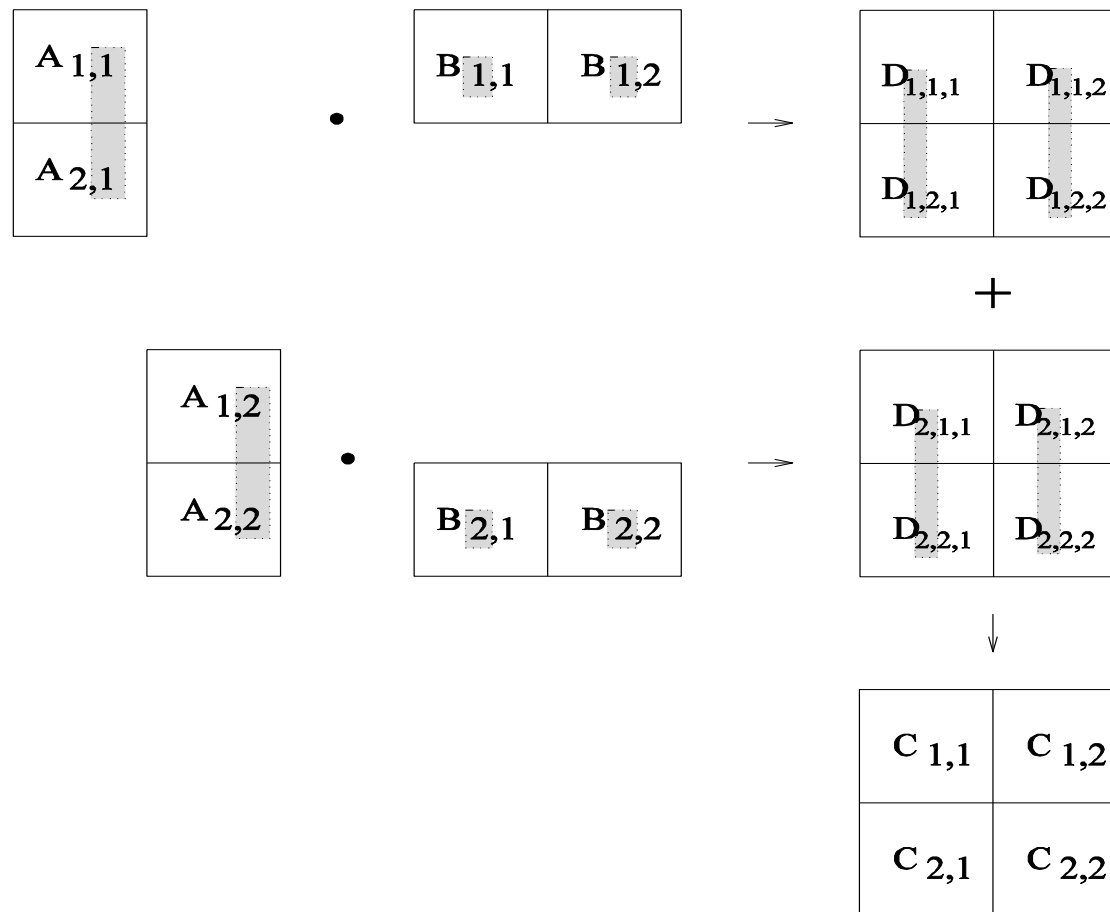 A 1,1 B 1,1 B 1,2 D 1,1,1 D 1,1,2
A 2,1 D 1,2,1 D 1,2,2
+
A 1,2 D 2,1,1 D 2,1,2
A 2,2 B 2,1 B 2,2 D 2,2,1 D 2,2,2
C 1,1 C 1,2
C 2,1 C 2,2